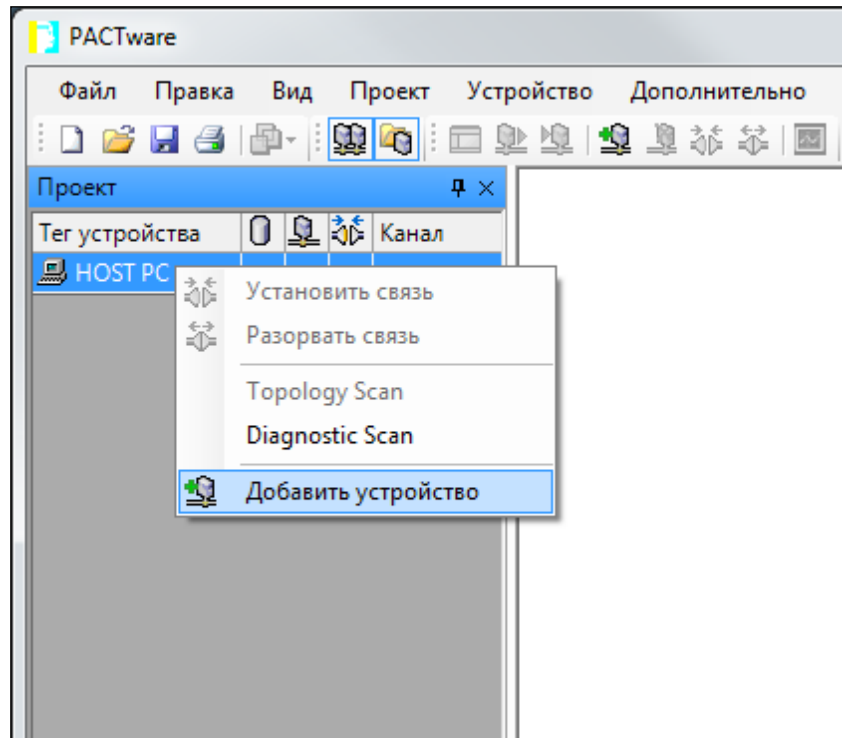 PACTware
Файл Правка Вид Проект Устройство Дополнительно
Проект
Тег устройства Канал
HOST PC
Установить связь
Разорвать связь
Topology Scan
Diagnostic Scan
Добавить устройство